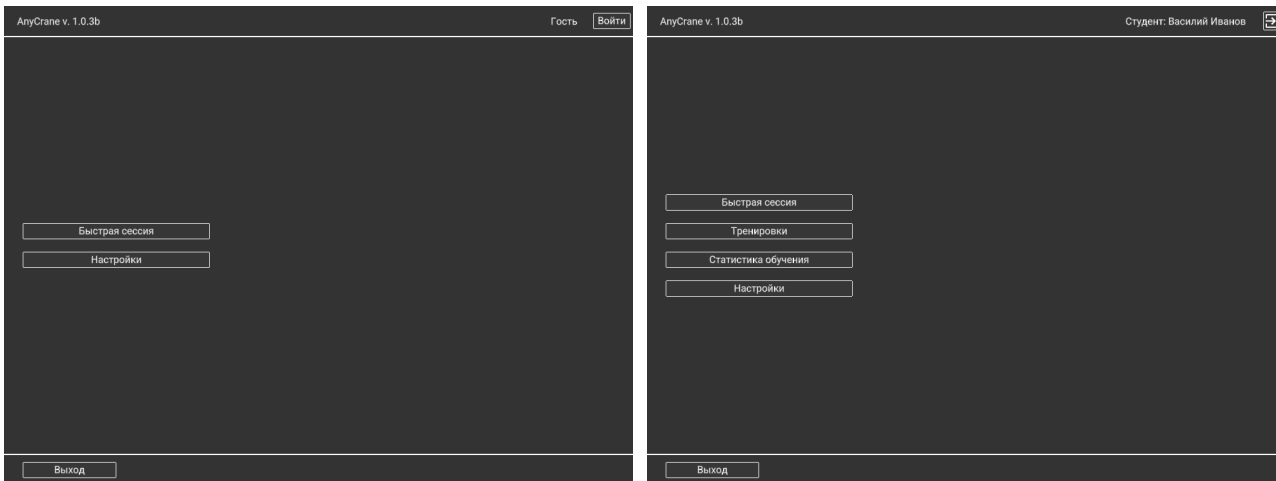 AnyCrane v. 1.0.3b
Гость
Войти
Быстрая сессия
Настройки
Выход
AnyCrane v. 1.0.3b
Студент: Василий Иванов
Быстрая сессия
Тренировки
Статистика обучения
Настройки
Выход